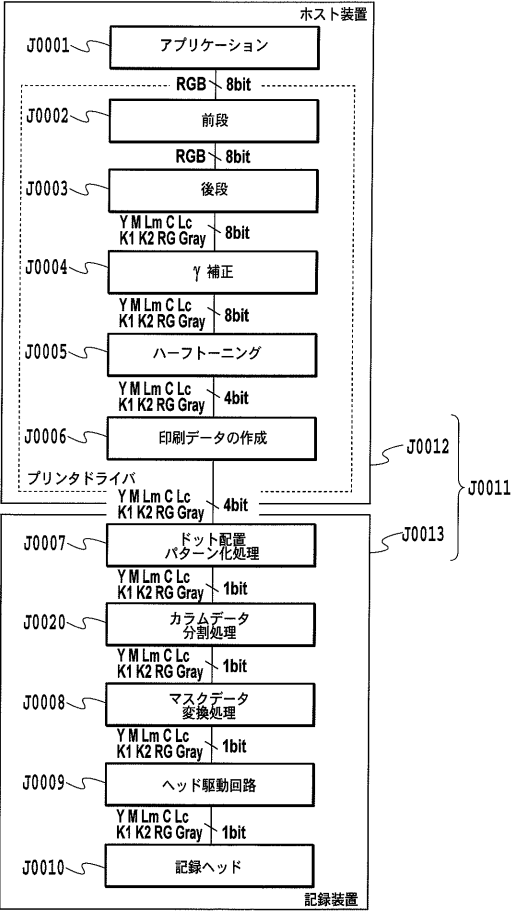 ホスト装置
J0001
アプリケーション
RGB 8bit
J0002
前段
RGB 8bit
J0003
後段
Y M Lm C Lc
K1 K2 RG Gray
8bit
J0004
γ 補正
Y M Lm C Lc
K1 K2 RG Gray
8bit
J0005
ハーフトーニング
Y M Lm C Lc
K1 K2 RG Gray
4bit
J0006
印刷データの作成
プリンタドライバ
J0012
J0011
Y M Lm C Lc
K1 K2 RG Gray
4bit
J0013
J0007
ドット配置
パターン化処理
Y M Lm C Lc
K1 K2 RG Gray
1bit
J0020
カラムデータ
分割処理
Y M Lm C Lc
K1 K2 RG Gray
1bit
J0008
マスクデータ
変換処理
Y M Lm C Lc
K1 K2 RG Gray
1bit
J0009
ヘッド駆動回路
Y M Lm C Lc
K1 K2 RG Gray
1bit
J0010
記録ヘッド
記録装置